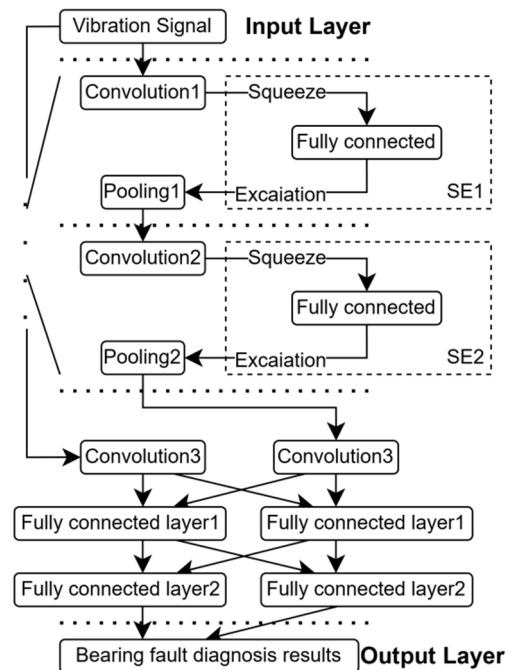 Vibration Signal
Input Layer
Convolution1
Squeeze
Fully connected
Pooling1
Excaiation
SE1
Convolution2
Squeeze
Fully connected
Pooling2
Excaiation
SE2
Convolution3
Convolution3
Fully connected layer1
Fully connected layer1
Fully connected layer2
Fully connected layer2
Bearing fault diagnosis results
Output Layer